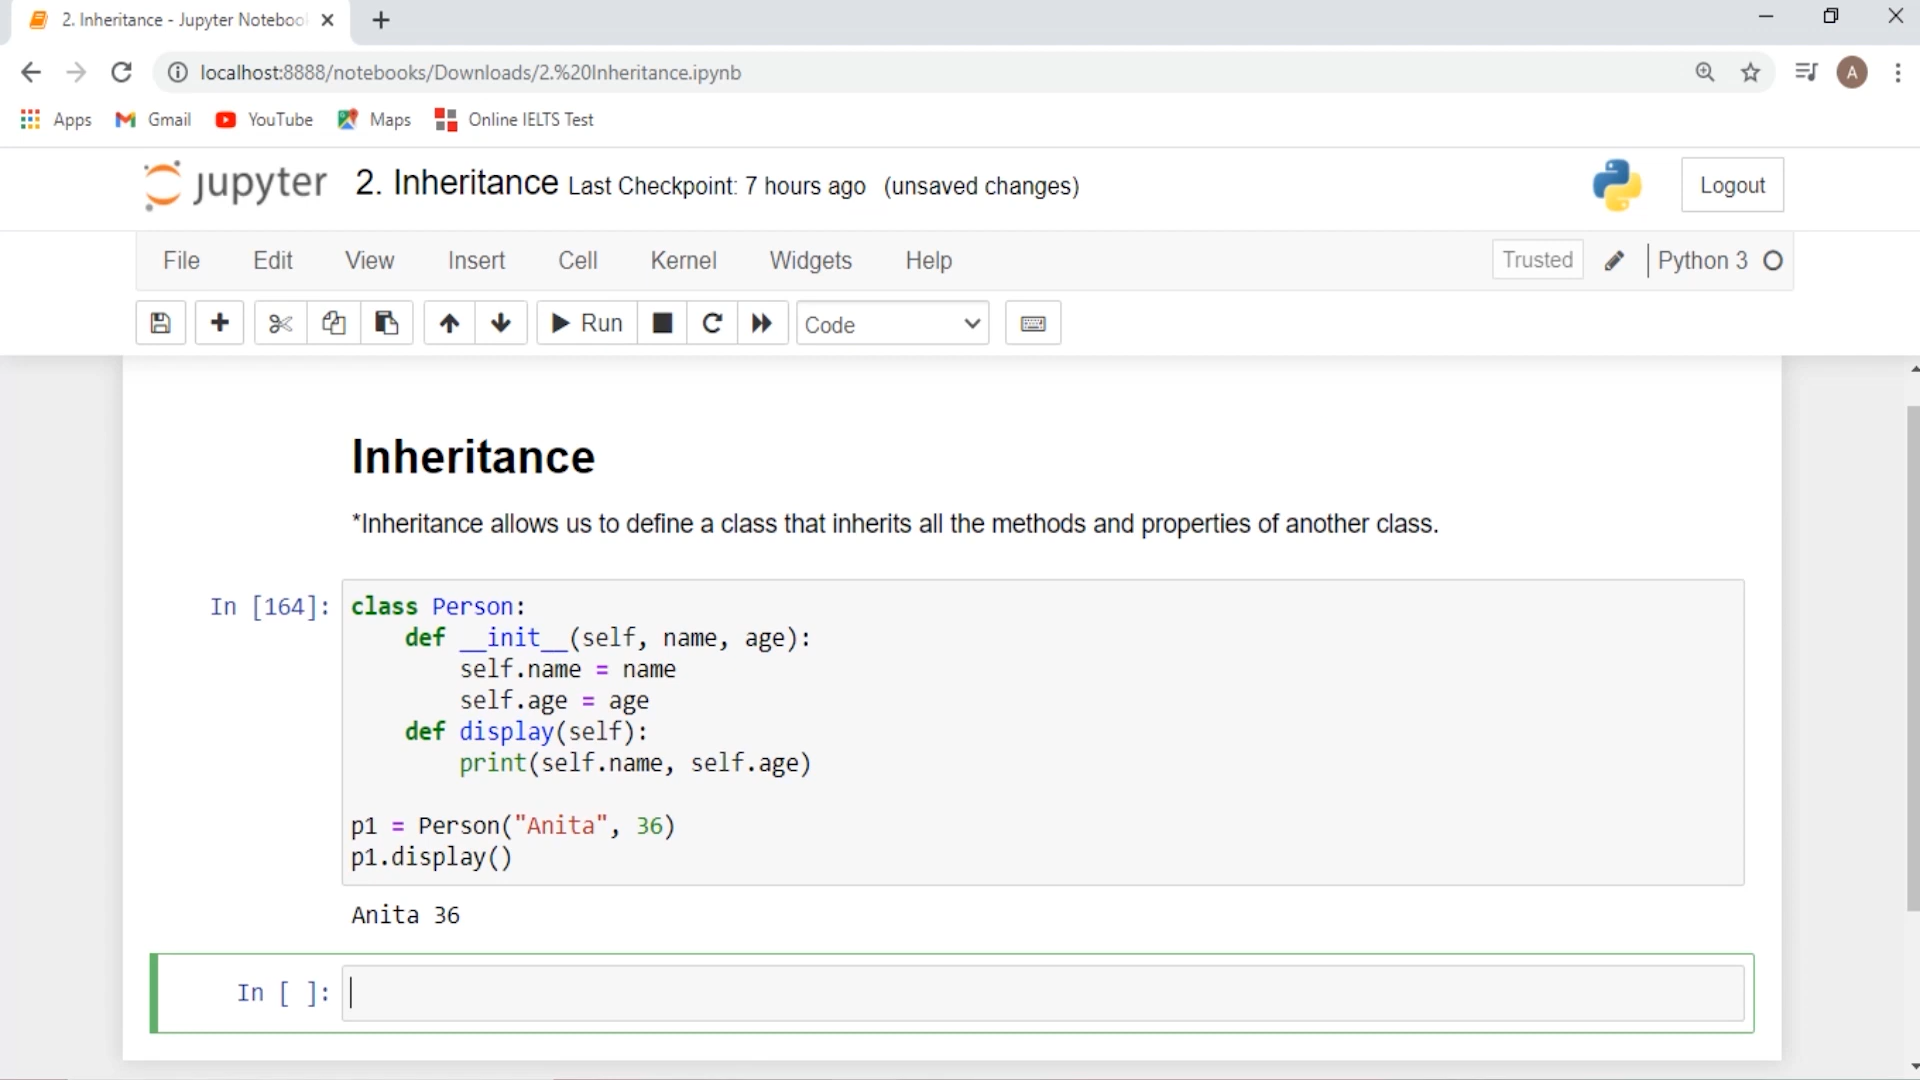 2. Inheritance - Jupyter Noteboo
localhost:8888/notebooks/Downloads/2.%20Inheritance.ipynb
A
Apps Gmail YouTube Maps Online IELTS Test
jupyter 2. Inheritance Last Checkpoint: 7 hours ago (unsaved changes) Logout
File Edit View Insert Cell Kernel Widgets Help Trusted Python 3
Run Code
Inheritance
*Inheritance allows us to define a class that inherits all the methods and properties of another class.
In [164]: class Person:
    def __init__(self, name, age):
        self.name = name
        self.age = age
    def display(self):
        print(self.name, self.age)
p1 = Person("Anita", 36)
p1.display()
Anita 36
In [ ]: